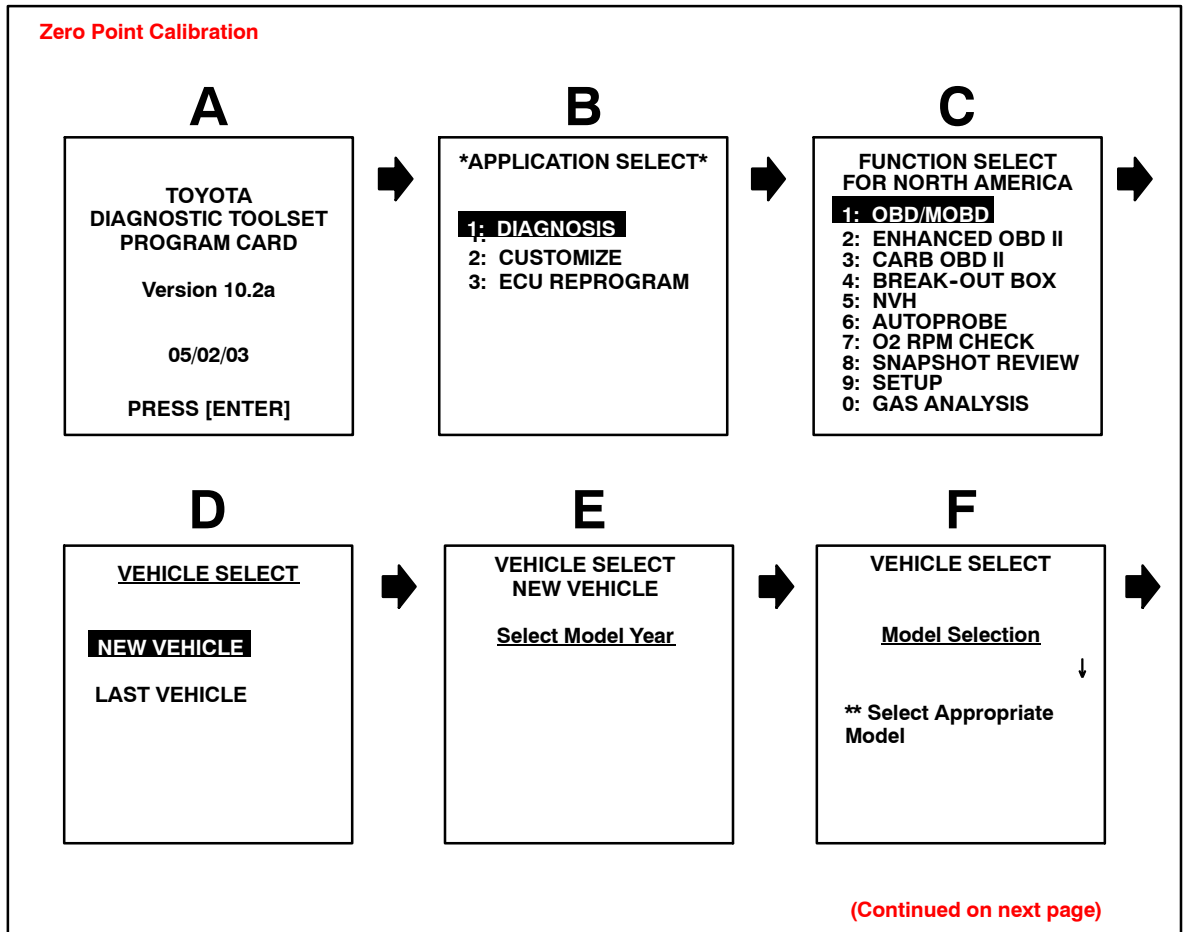 Zero Point Calibration
A
TOYOTA
DIAGNOSTIC TOOLSET
PROGRAM CARD
Version 10.2a
05/02/03
PRESS [ENTER]
B
*APPLICATION SELECT*
1: DIAGNOSIS
1:
2: CUSTOMIZE
3: ECU REPROGRAM
C
FUNCTION SELECT
FOR NORTH AMERICA
1: OBD/MOBD
2: ENHANCED OBD II
3: CARB OBD II
4: BREAK-OUT BOX
5: NVH
6: AUTOPROBE
7: O2 RPM CHECK
8: SNAPSHOT REVIEW
9: SETUP
0: GAS ANALYSIS
D
VEHICLE SELECT
NEW VEHICLE
LAST VEHICLE
E
VEHICLE SELECT
NEW VEHICLE
Select Model Year
F
VEHICLE SELECT
Model Selection
** Select Appropriate
Model
(Continued on next page)